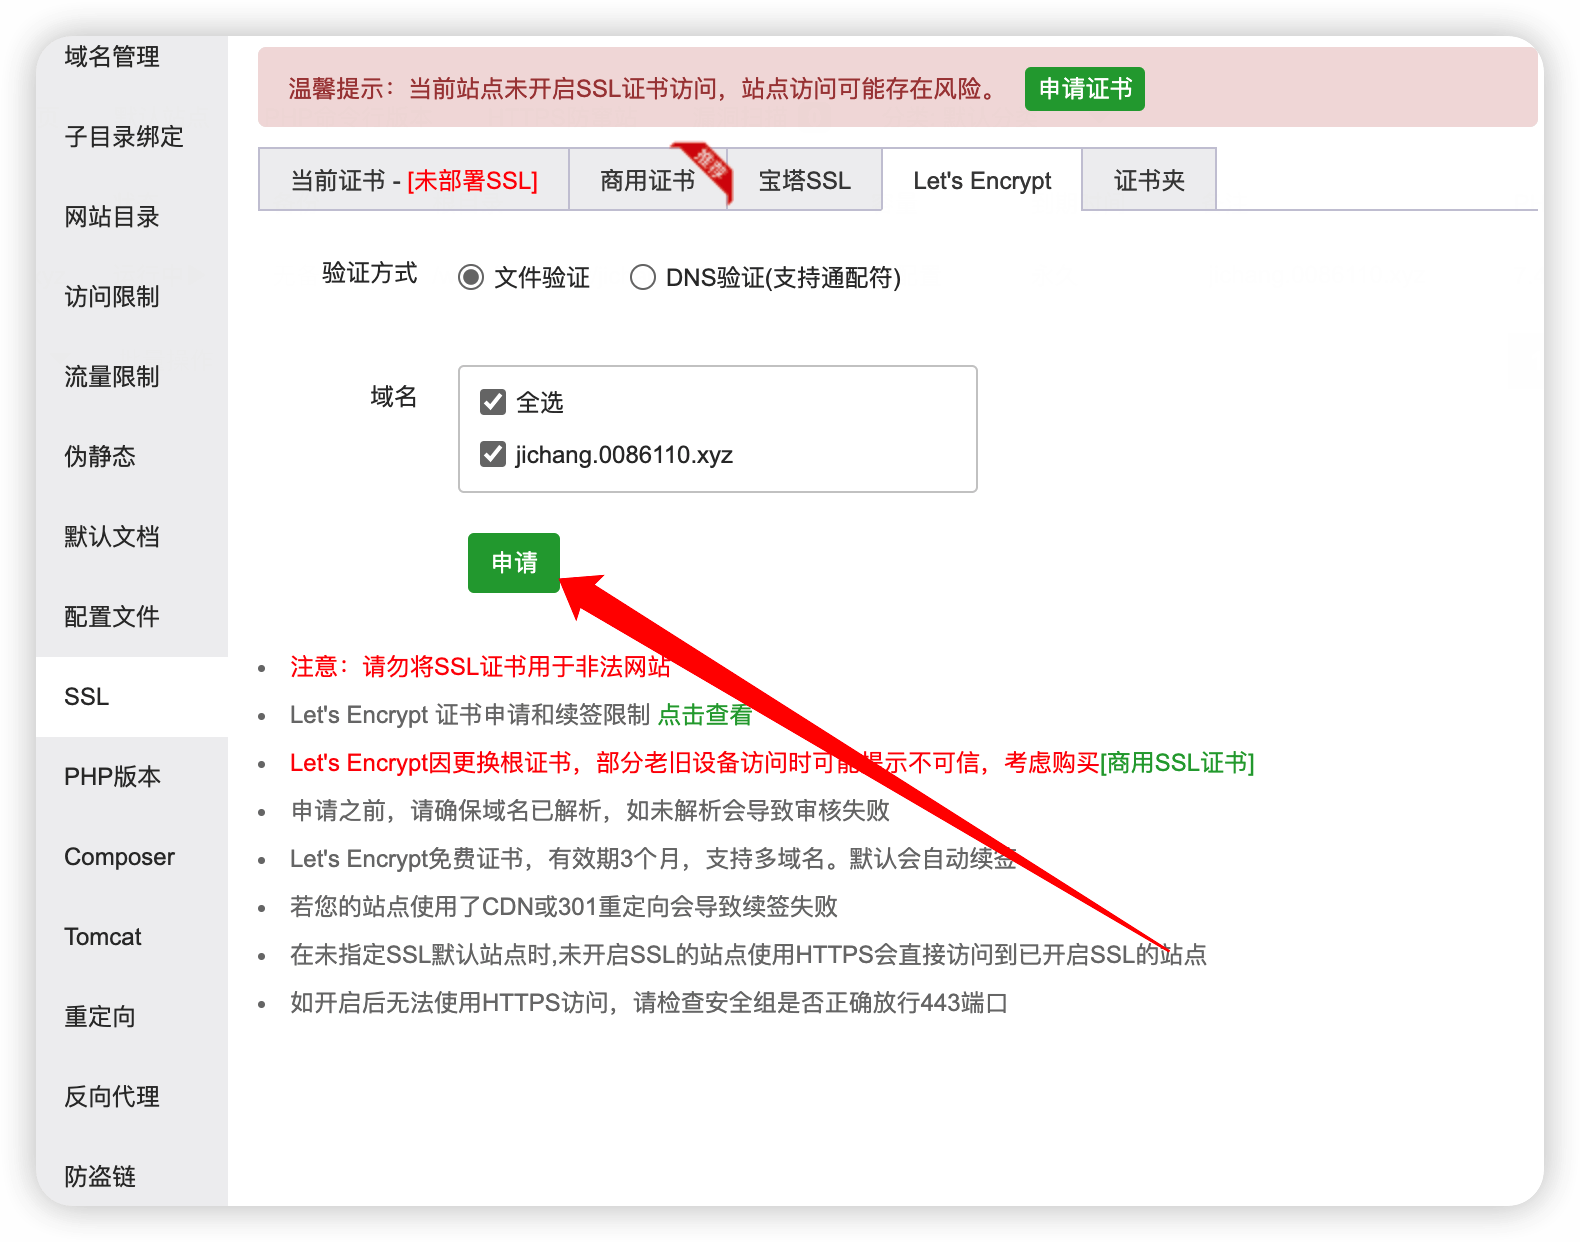 域名管理
子目录绑定
网站目录
访问限制
流量限制
伪静态
默认文档
配置文件
SSL
PHP版本
Composer
Tomcat
重定向
反向代理
防盗链
温馨提示：当前站点未开启SSL证书访问，站点访问可能存在风险。 申请证书
当前证书 - [未部署SSL] 商用证书 推荐 宝塔SSL Let's Encrypt 证书夹
验证方式 文件验证 DNS验证(支持通配符)
域名 全选
jichang.0086110.xyz
申请
注意：请勿将SSL证书用于非法网站
Let's Encrypt 证书申请和续签限制 点击查看
Let's Encrypt因更换根证书，部分老旧设备访问时可能提示不可信，考虑购买[商用SSL证书]
申请之前，请确保域名已解析，如未解析会导致审核失败
Let's Encrypt免费证书，有效期3个月，支持多域名。默认会自动续签
若您的站点使用了CDN或301重定向会导致续签失败
在未指定SSL默认站点时,未开启SSL的站点使用HTTPS会直接访问到已开启SSL的站点
如开启后无法使用HTTPS访问，请检查安全组是否正确放行443端口